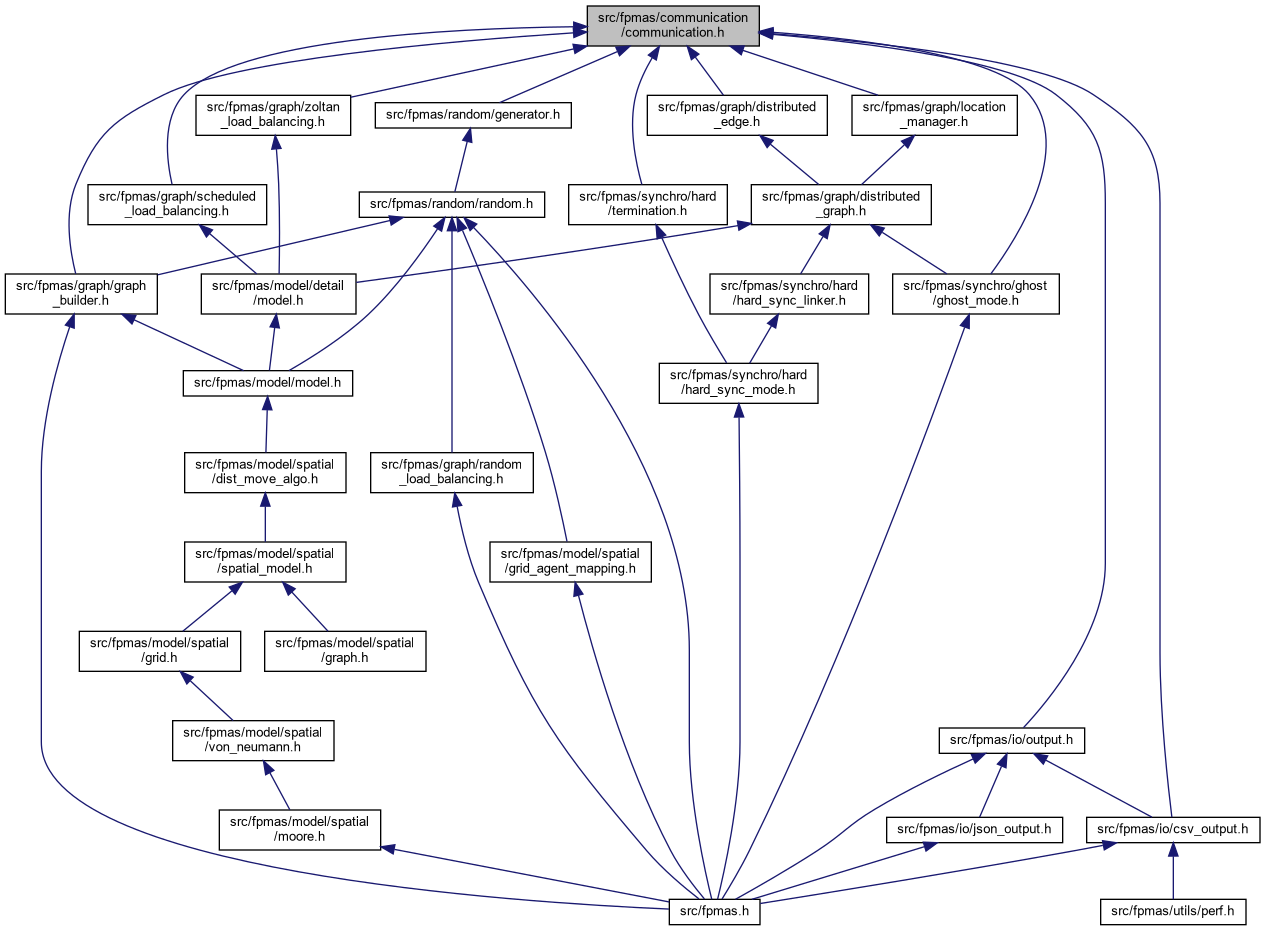 src/fpmas/communication
/communication.h
src/fpmas/graph/zoltan
_load_balancing.h
src/fpmas/random/generator.h
src/fpmas/graph/distributed
_edge.h
src/fpmas/graph/location
_manager.h
src/fpmas/graph/scheduled
_load_balancing.h
src/fpmas/random/random.h
src/fpmas/synchro/hard
/termination.h
src/fpmas/graph/distributed
_graph.h
src/fpmas/graph/graph
_builder.h
src/fpmas/model/detail
/model.h
src/fpmas/synchro/hard
/hard_sync_linker.h
src/fpmas/synchro/ghost
/ghost_mode.h
src/fpmas/model/model.h
src/fpmas/synchro/hard
/hard_sync_mode.h
src/fpmas/model/spatial
/dist_move_algo.h
src/fpmas/graph/random
_load_balancing.h
src/fpmas/model/spatial
/spatial_model.h
src/fpmas/model/spatial
/grid_agent_mapping.h
src/fpmas/model/spatial
/grid.h
src/fpmas/model/spatial
/graph.h
src/fpmas/model/spatial
/von_neumann.h
src/fpmas/io/output.h
src/fpmas/model/spatial
/moore.h
src/fpmas/io/json_output.h
src/fpmas/io/csv_output.h
src/fpmas.h
src/fpmas/utils/perf.h